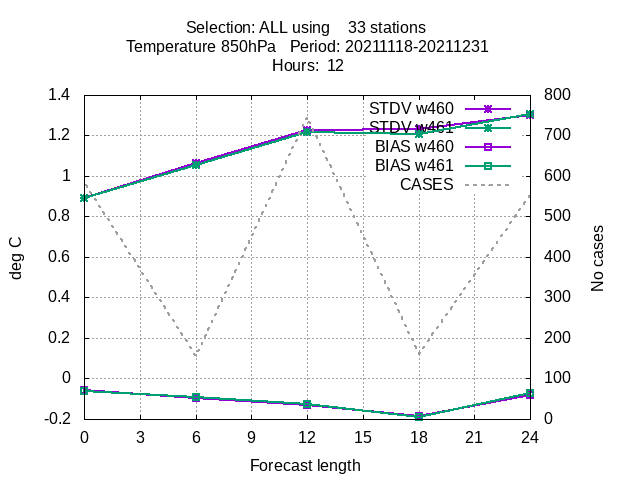 Selection: ALL using 33 stations
Temperature 850hPa Period: 20211118-20211231
Hours: 12
1.4
1.2
1
0.8
0.6
0.4
0.2
0
-0.2
deg C
STDV w460
STDV w461
BIAS w460
BIAS w461
CASES
800
700
600
500
400
300
200
100
0
No cases
0 3 6 9 12 15 18 21 24
Forecast length